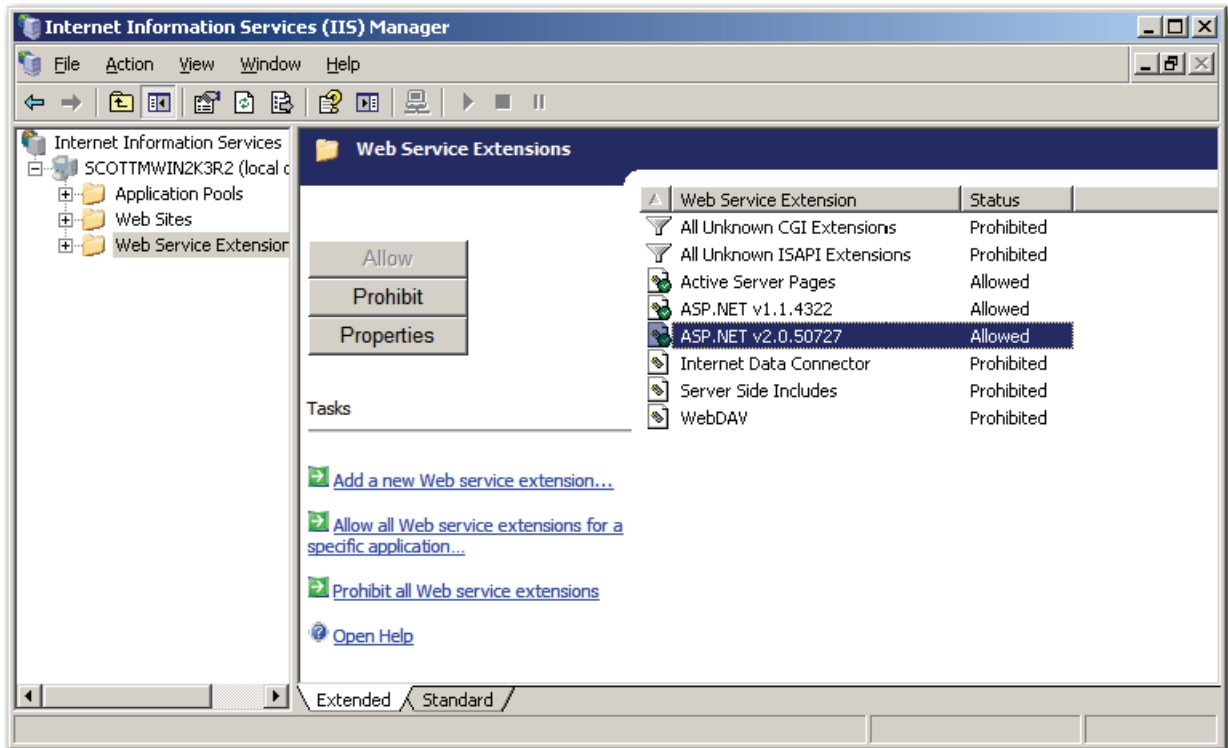 Internet Information Services (IIS) Manager
File Action View Window Help
Internet Information Services
SCOTTMWIN2K3R2 (local c
Application Pools
Web Sites
Web Service Extension
Web Service Extensions
Allow
Prohibit
Properties
Tasks
Add a new Web service extension...
Allow all Web service extensions for a
specific application...
Prohibit all Web service extensions
Open Help
Web Service Extension Status
All Unknown CGI Extensions Prohibited
All Unknown ISAPI Extensions Prohibited
Active Server Pages Allowed
ASP.NET v1.1.4322 Allowed
ASP.NET v2.0.50727 Allowed
Internet Data Connector Prohibited
Server Side Includes Prohibited
WebDAV Prohibited
Extended Standard